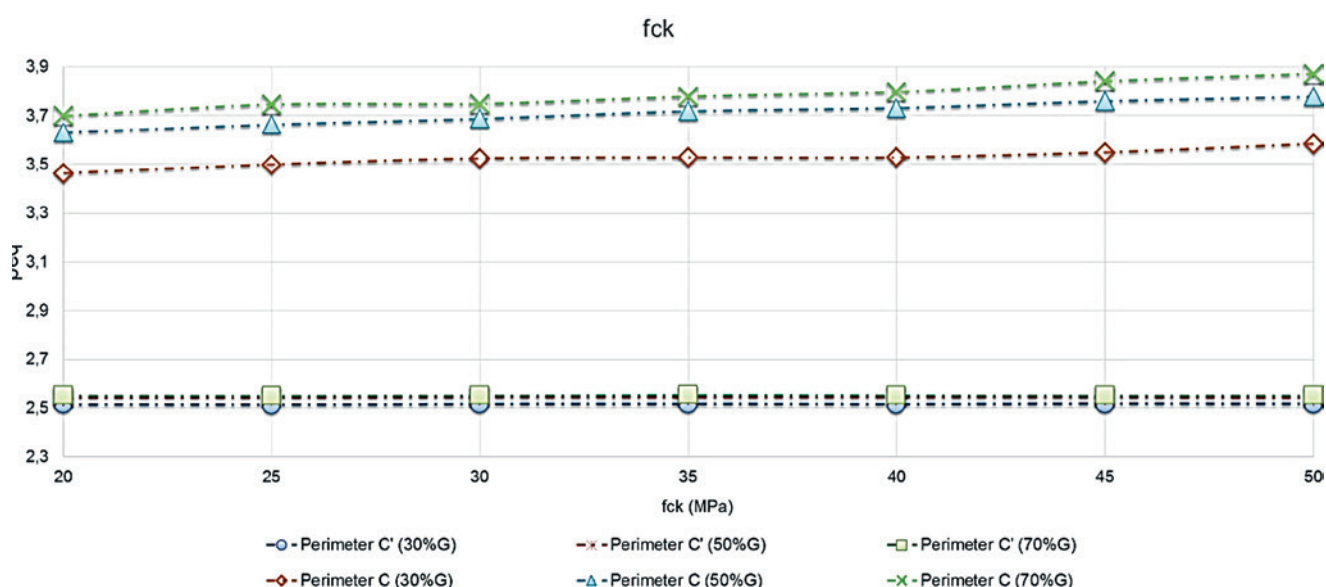 fck
3,9
3,7
3,5
3,3
3,1
2,9
2,7
2,5
2,3
20 25 30 35 40 45 50
fck (MPa)
Perimeter C' (30%G) Perimeter C' (50%G) Perimeter C' (70%G)
Perimeter C (30%G) Perimeter C (50%G) Perimeter C (70%G)